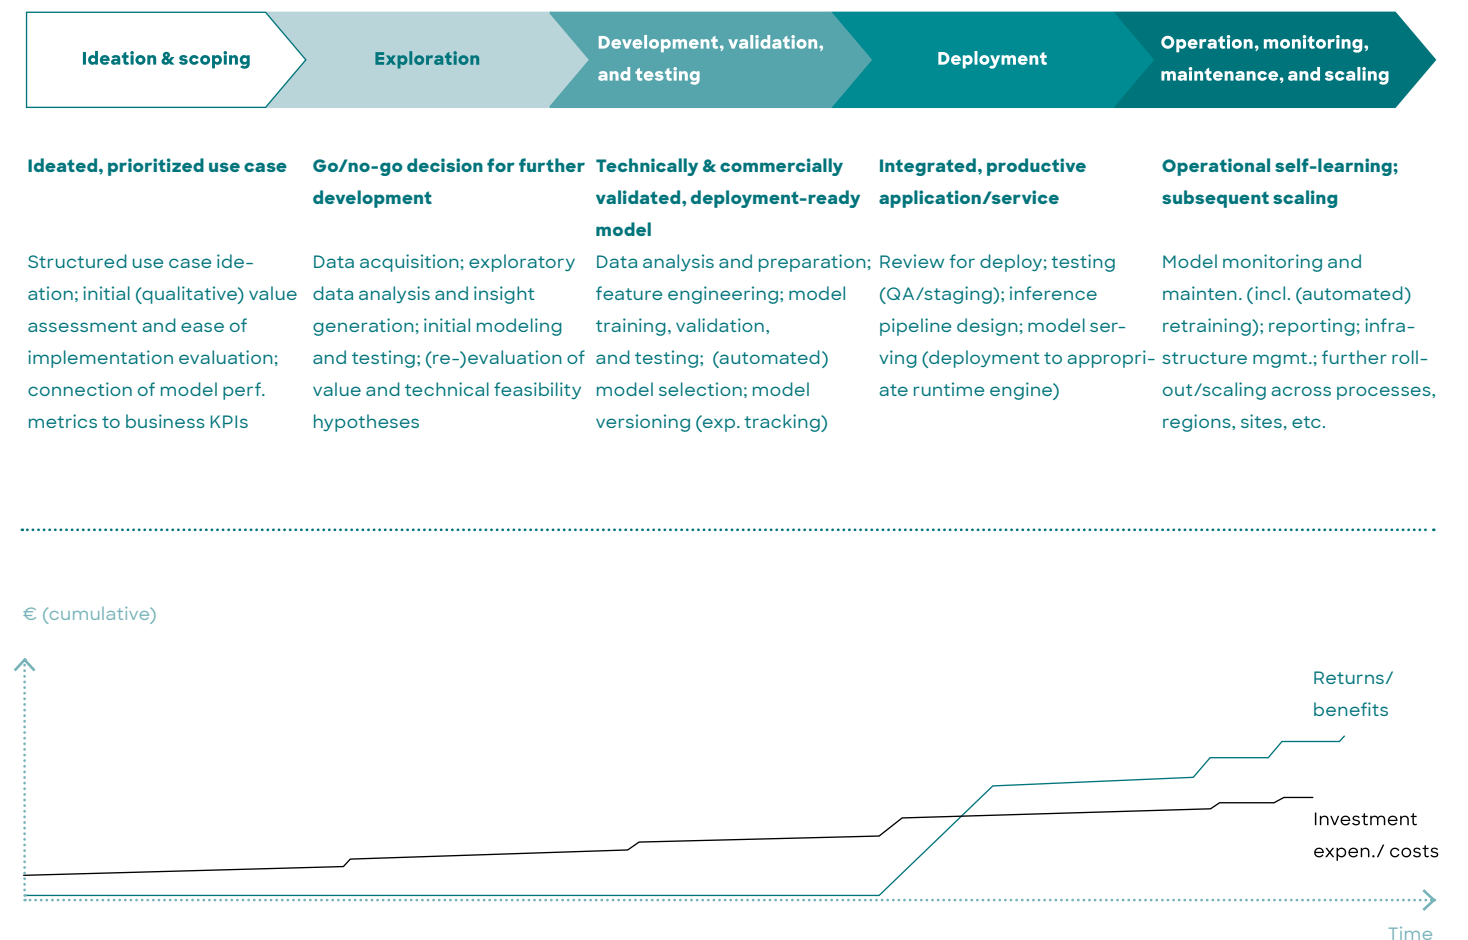 Ideation & scoping
Exploration
Development, validation,
and testing
Deployment
Operation, monitoring,
maintenance, and scaling
Ideated, prioritized use case
Structured use case ide-
ation; initial (qualitative) value
assessment and ease of
implementation evaluation;
connection of model perf.
metrics to business KPIs
Go/no-go decision for further
development
Data acquisition; exploratory
data analysis and insight
generation; initial modeling
and testing; (re-)evaluation of
value and technical feasibility
hypotheses
Technically & commercially
validated, deployment-ready
model
Data analysis and preparation;
feature engineering; model
training, validation,
and testing; (automated)
model selection; model
versioning (exp. tracking)
Integrated, productive
application/service
Review for deploy; testing
(QA/staging); inference
pipeline design; model ser-
ving (deployment to appropri-
ate runtime engine)
Operational self-learning;
subsequent scaling
Model monitoring and
mainten. (incl. (automated)
retraining); reporting; infra-
structure mgmt.; further roll-
out/scaling across processes,
regions, sites, etc.
€ (cumulative)
Returns/
benefits
Investment
expen./ costs
Time